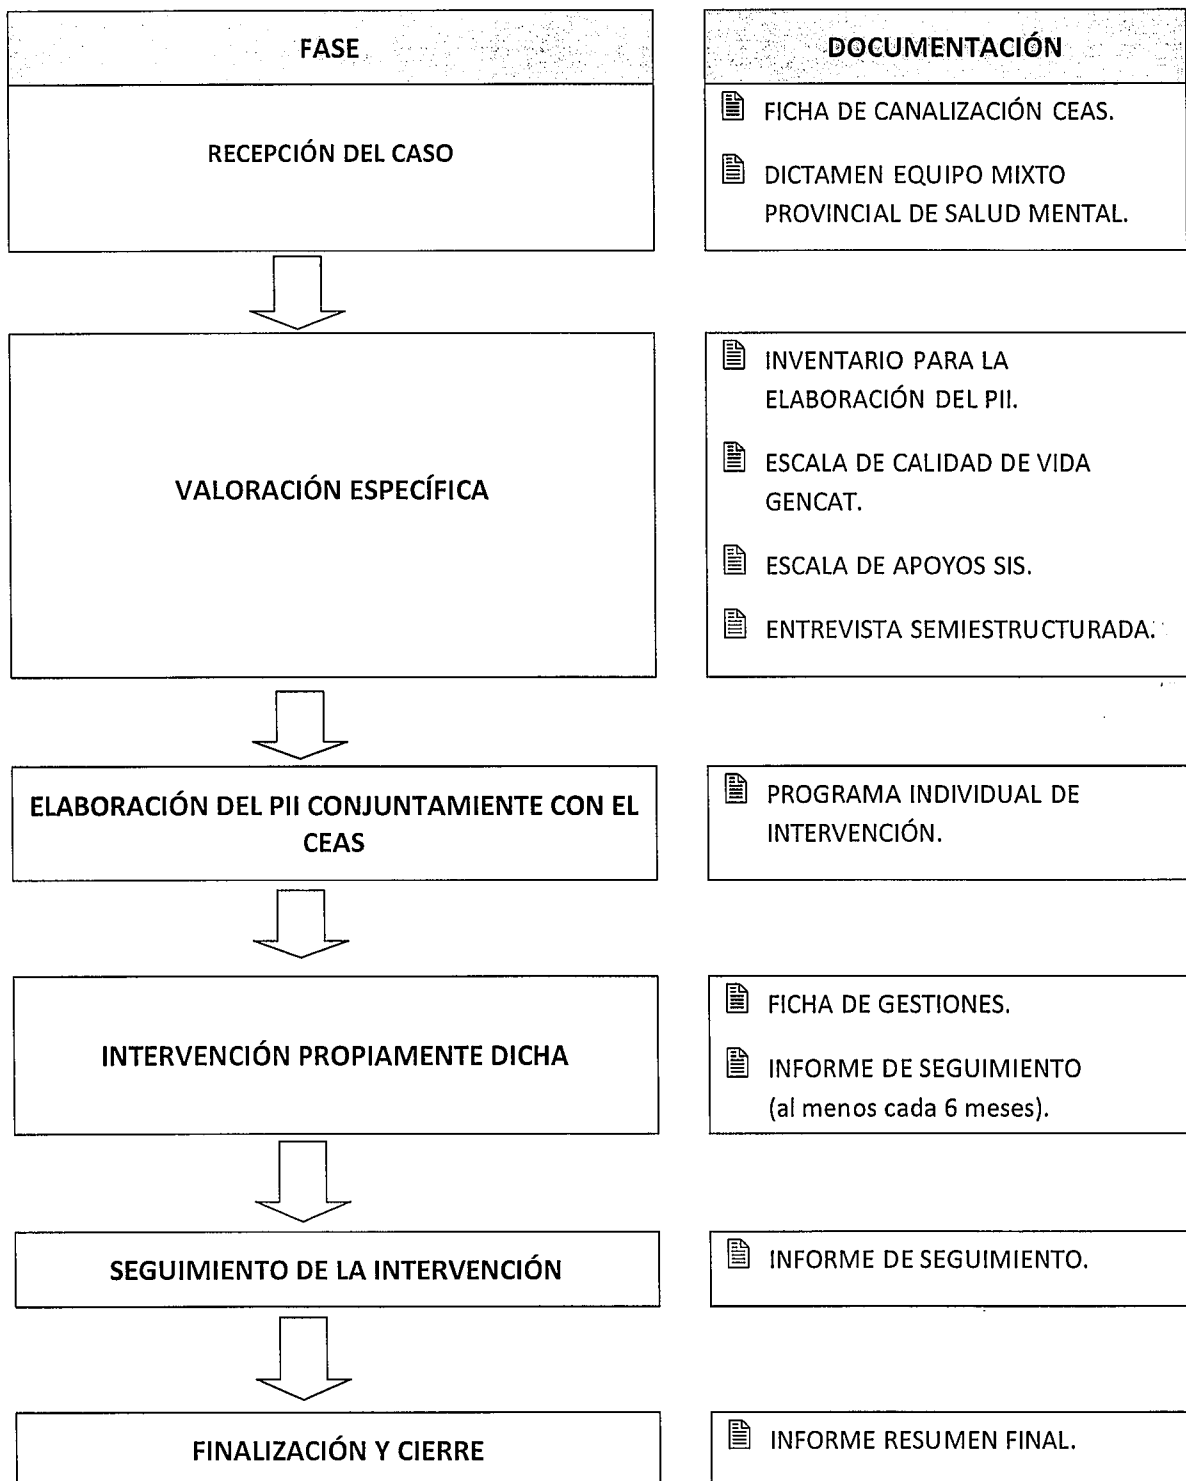 FASE
DOCUMENTACIÓN
RECEPCIÓN DEL CASO
FICHA DE CANALIZACIÓN CEAS.
DICTAMEN EQUIPO MIXTO
PROVINCIAL DE SALUD MENTAL.
VALORACIÓN ESPECÍFICA
INVENTARIO PARA LA
ELABORACIÓN DEL PII.
ESCALA DE CALIDAD DE VIDA
GENCAT.
ESCALA DE APOYOS SIS.
ENTREVISTA SEMIESTRUCTURADA.
ELABORACIÓN DEL PII CONJUNTAMIENTE CON EL
CEAS
PROGRAMA INDIVIDUAL DE
INTERVENCIÓN.
INTERVENCIÓN PROPIAMENTE DICHA
FICHA DE GESTIONES.
INFORME DE SEGUIMIENTO
(al menos cada 6 meses).
SEGUIMIENTO DE LA INTERVENCIÓN
INFORME DE SEGUIMIENTO.
FINALIZACIÓN Y CIERRE
INFORME RESUMEN FINAL.